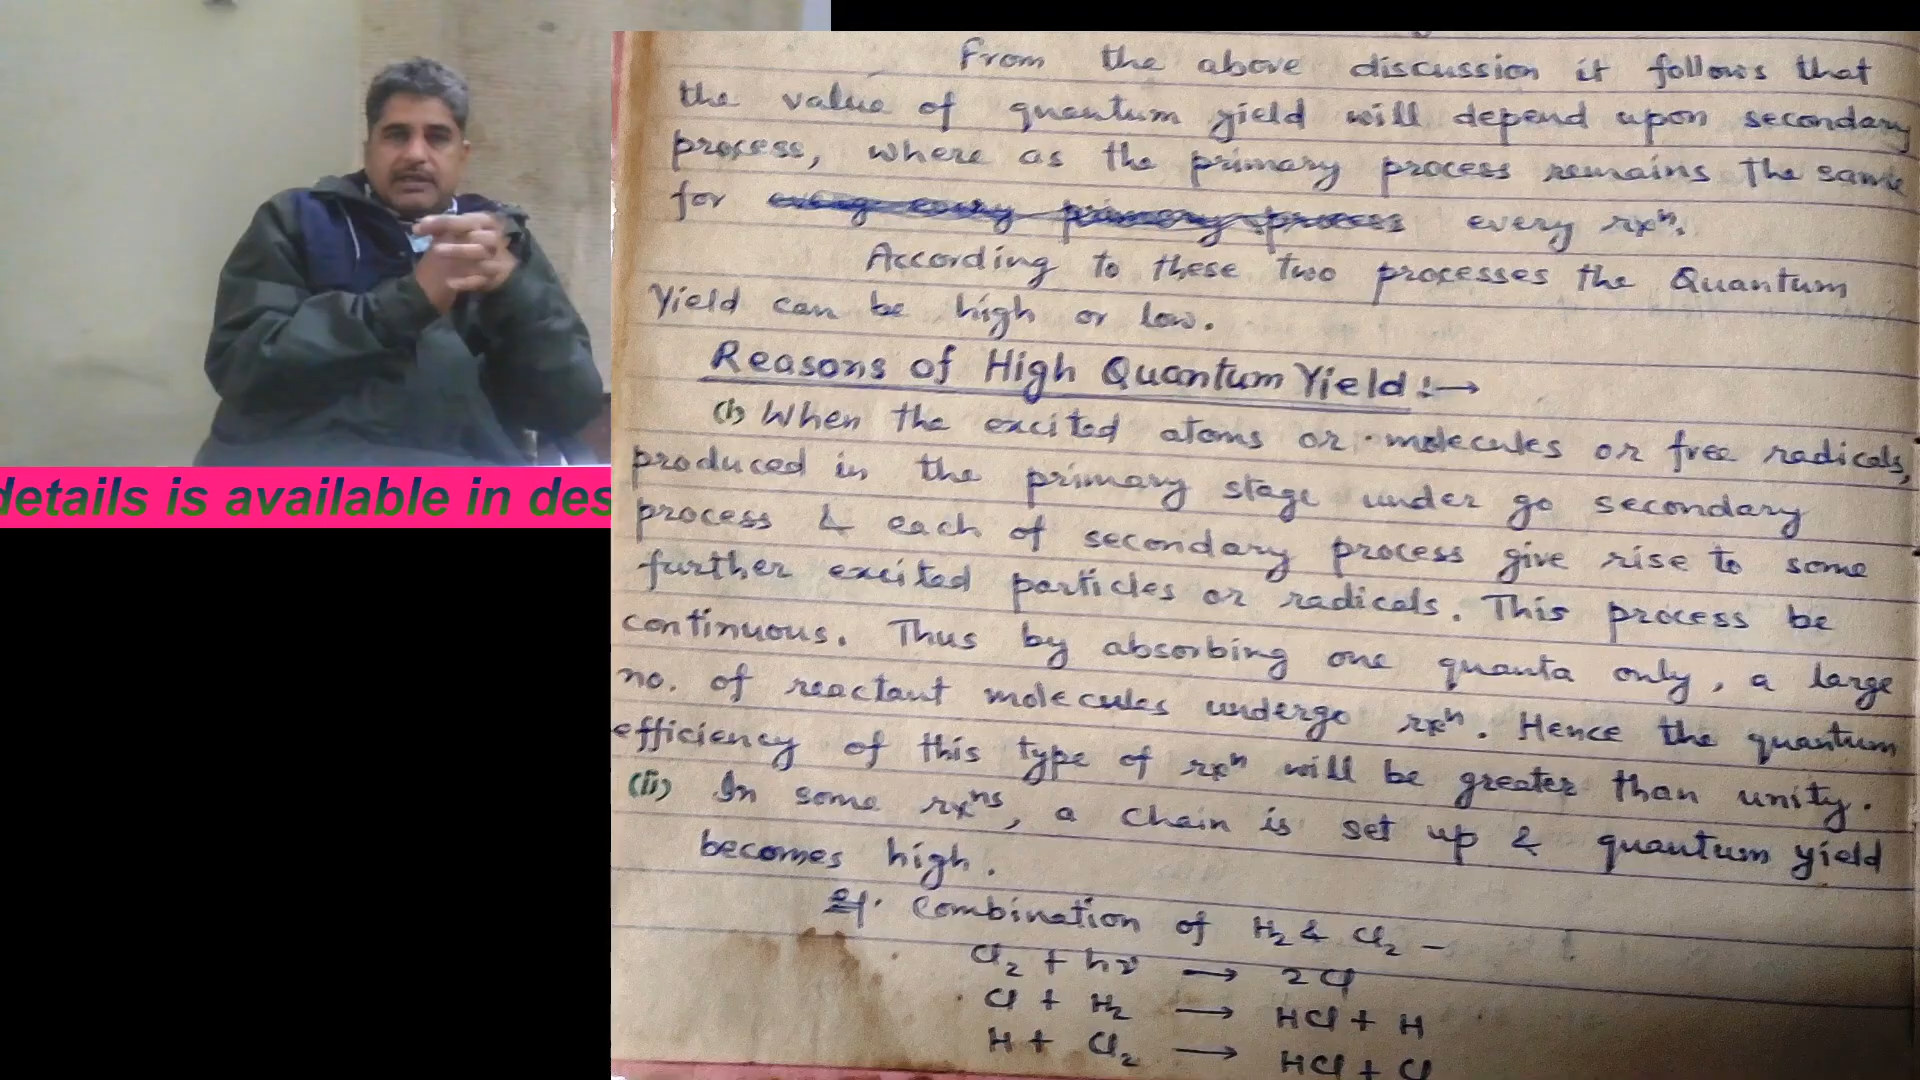 From the above discussion it follows that
the value of quantum yield will depend upon secondary
process, where as the primary process remains the same
for every rxⁿ.
According to these two processes the Quantum
Yield can be high or low.
Reasons of High Quantum Yield :→
(i) When the excited atoms or molecules or free radicals,
produced in the primary stage under go secondary
process & each of secondary process give rise to some
further excited particles or radicals. This process be
continuous. Thus by absorbing one quanta only, a large
no. of reactant molecules undergo rxⁿ. Hence the quantum
efficiency of this type of rxⁿ will be greater than unity.
(ii) In some rxⁿˢ, a chain is set up & quantum yield
becomes high.
eg. Combination of H₂ & Cl₂ –
Cl₂ + hν → 2Cl
Cl + H₂ → HCl + H
H + Cl₂ → HCl + Cl
details is available in des